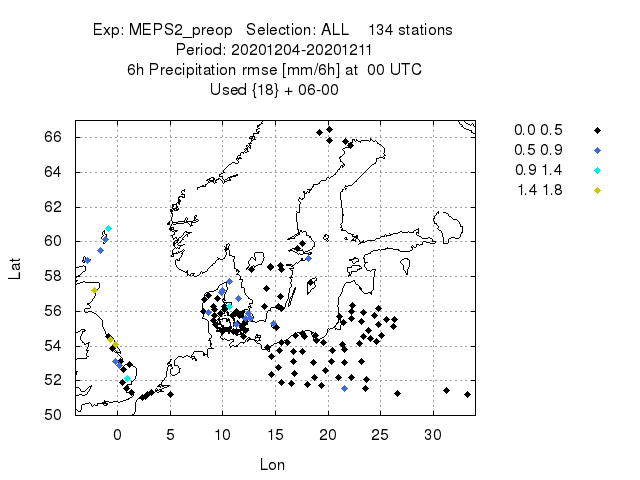 Exp: MEPS2_preop   Selection: ALL    134 stations
Period: 20201204-20201211
6h Precipitation rmse [mm/6h] at  00 UTC
Used {18} + 06-00
0.0 0.5
0.5 0.9
0.9 1.4
1.4 1.8
Lat
66
64
62
60
58
56
54
52
50
0 5 10 15 20 25 30
Lon